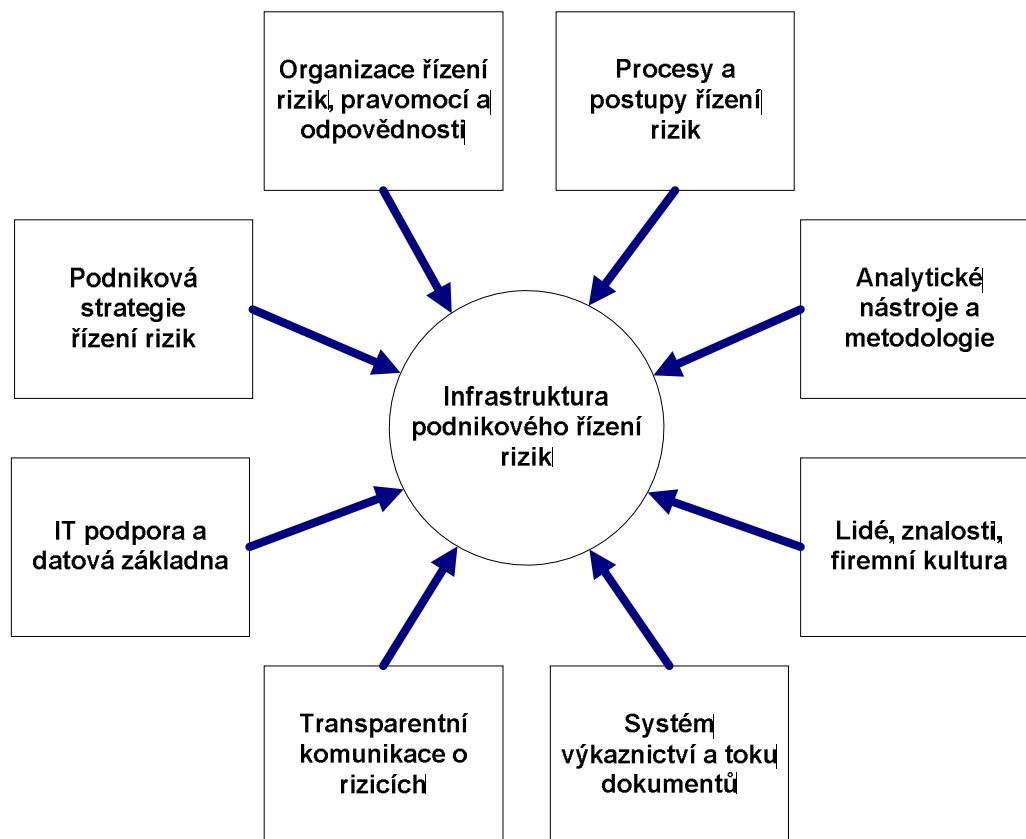 Organizace řízení
rizik, pravomocí a
odpovědnosti
Procesy a
postupy řízení
rizik
Podniková
strategie
řízení rizik
Analytické
nástroje a
metodologie
Infrastruktura
podnikového řízení
rizik
IT podpora a
datová základna
Lidé, znalosti,
firemní kultura
Transparentní
komunikace o
rizicích
Systém
výkaznictví a toku
dokumentů